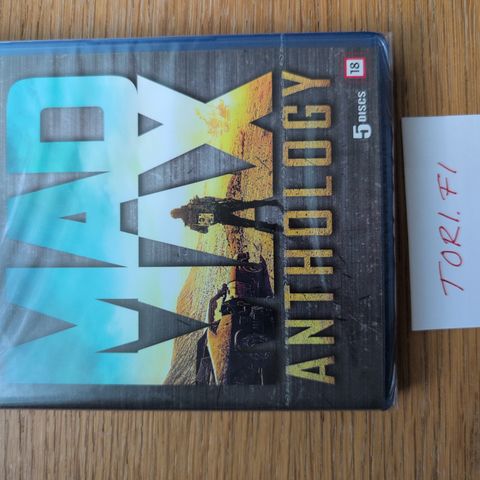 MAD
MAX
ANTHOLOGY
5 DISCS
18
TORI.FI